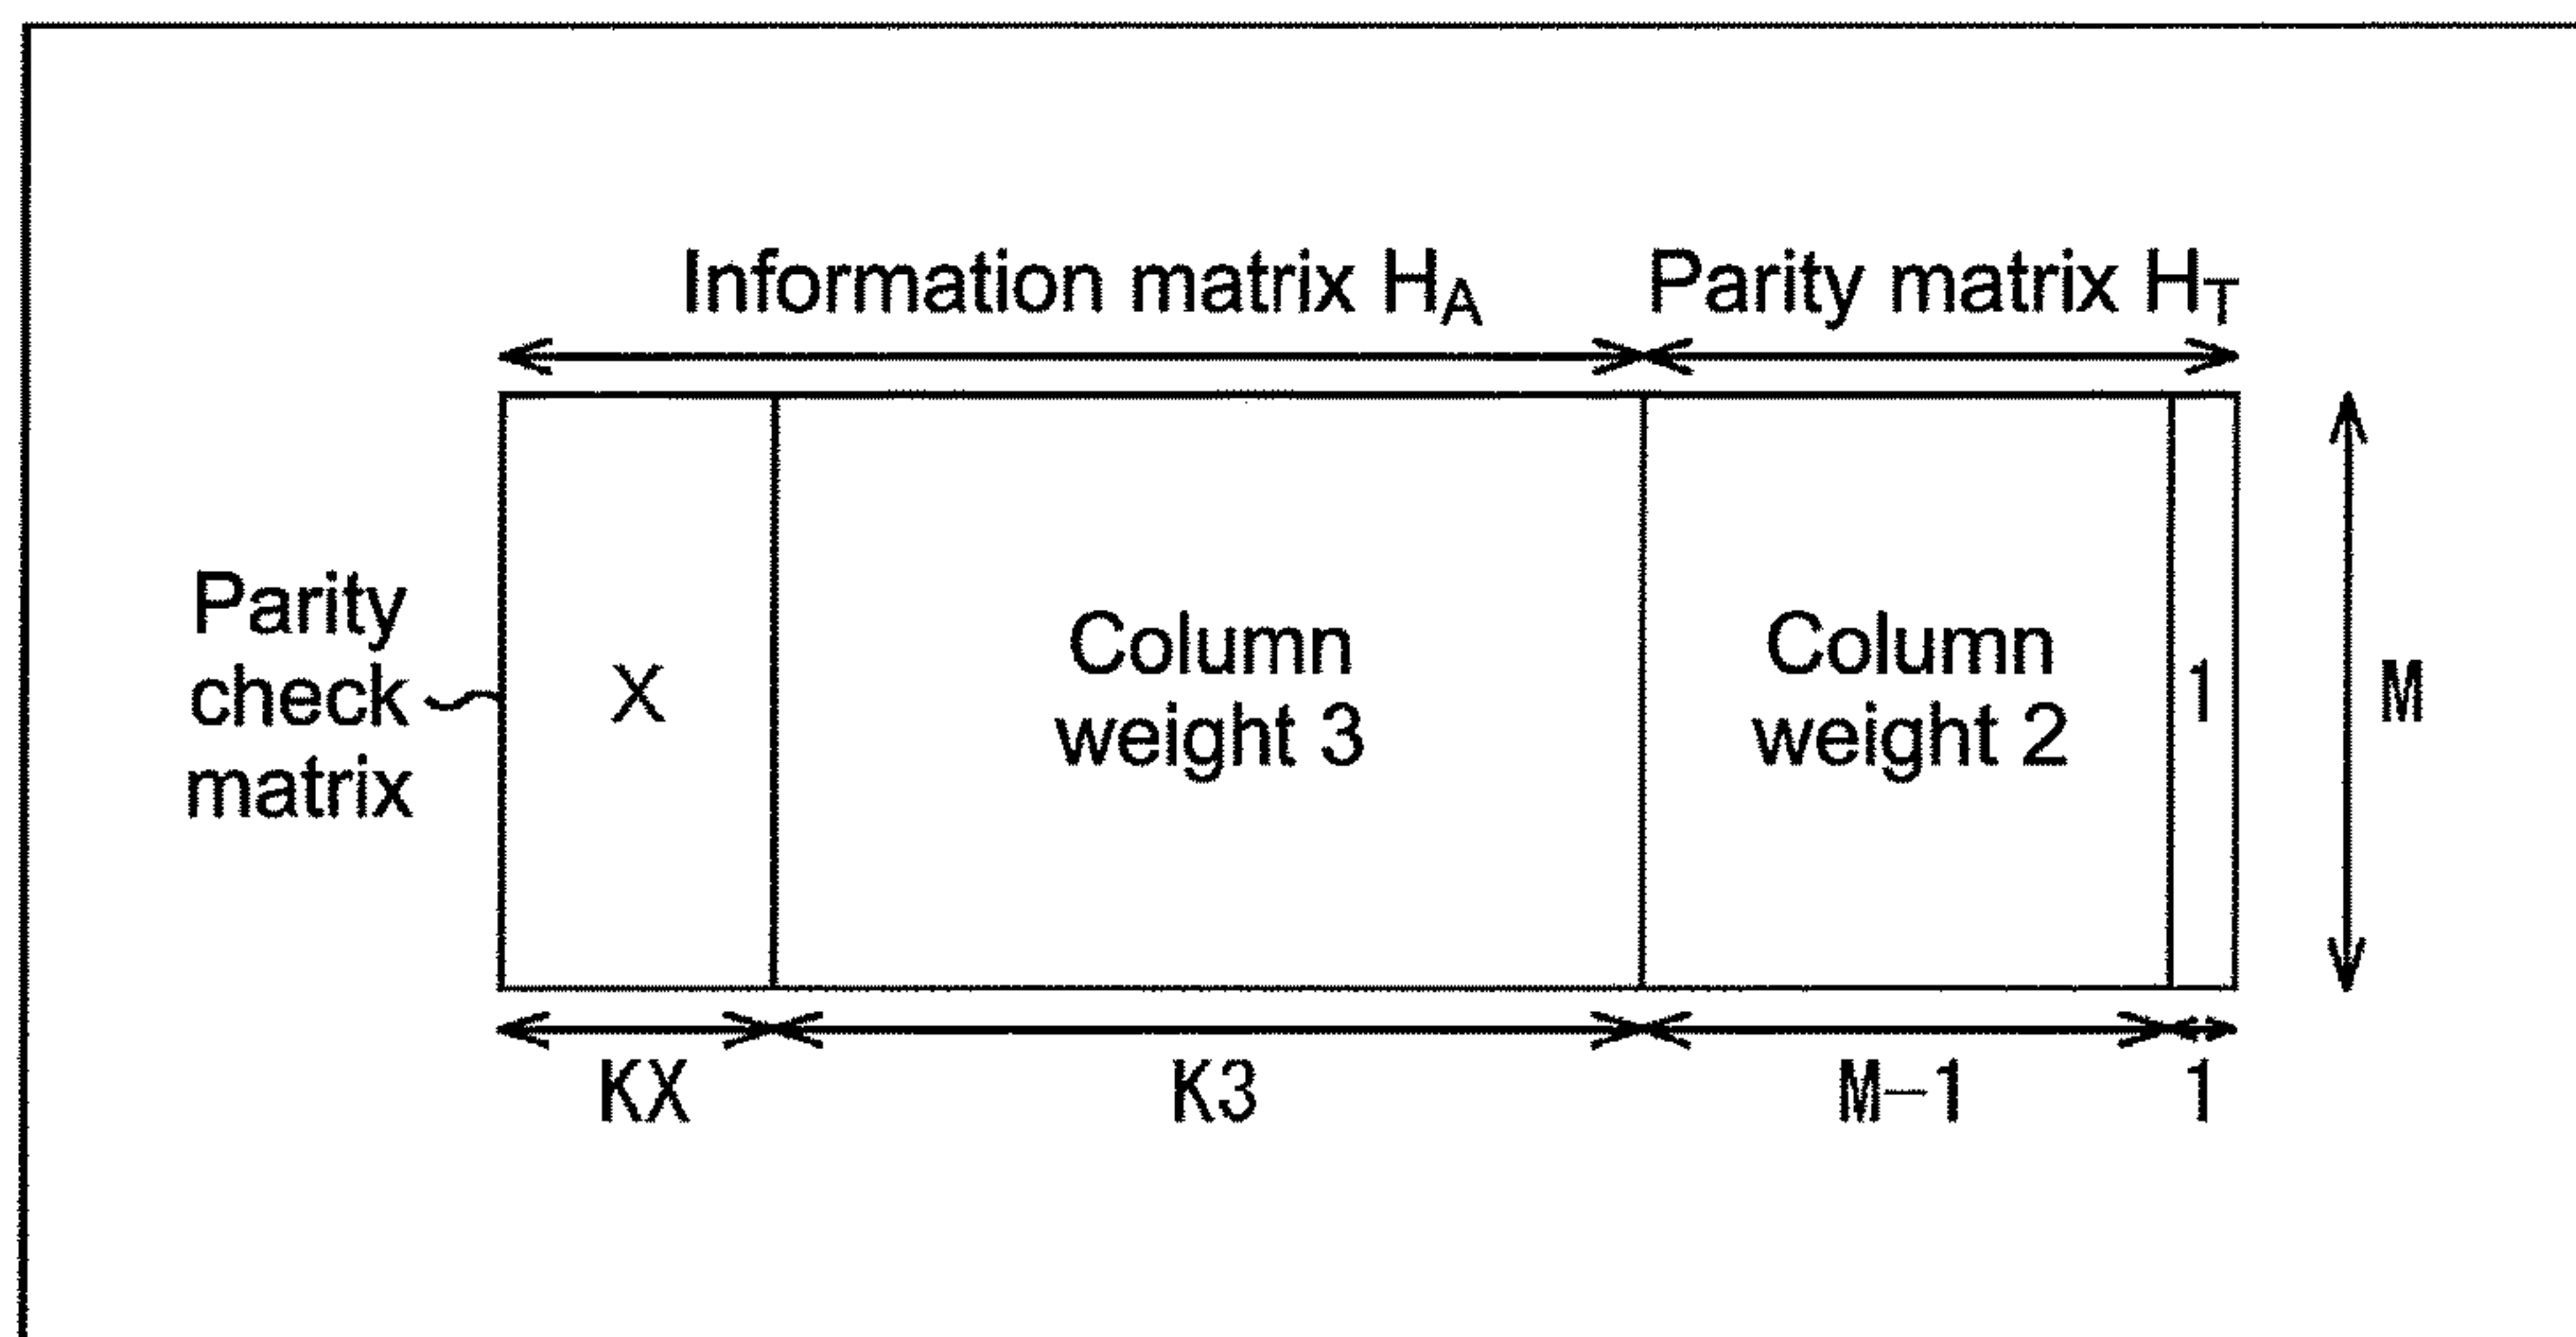 Information matrix HA
Parity matrix HT
Parity
check
matrix
X
Column
weight 3
Column
weight 2
1
M
KX
K3
M-1
1